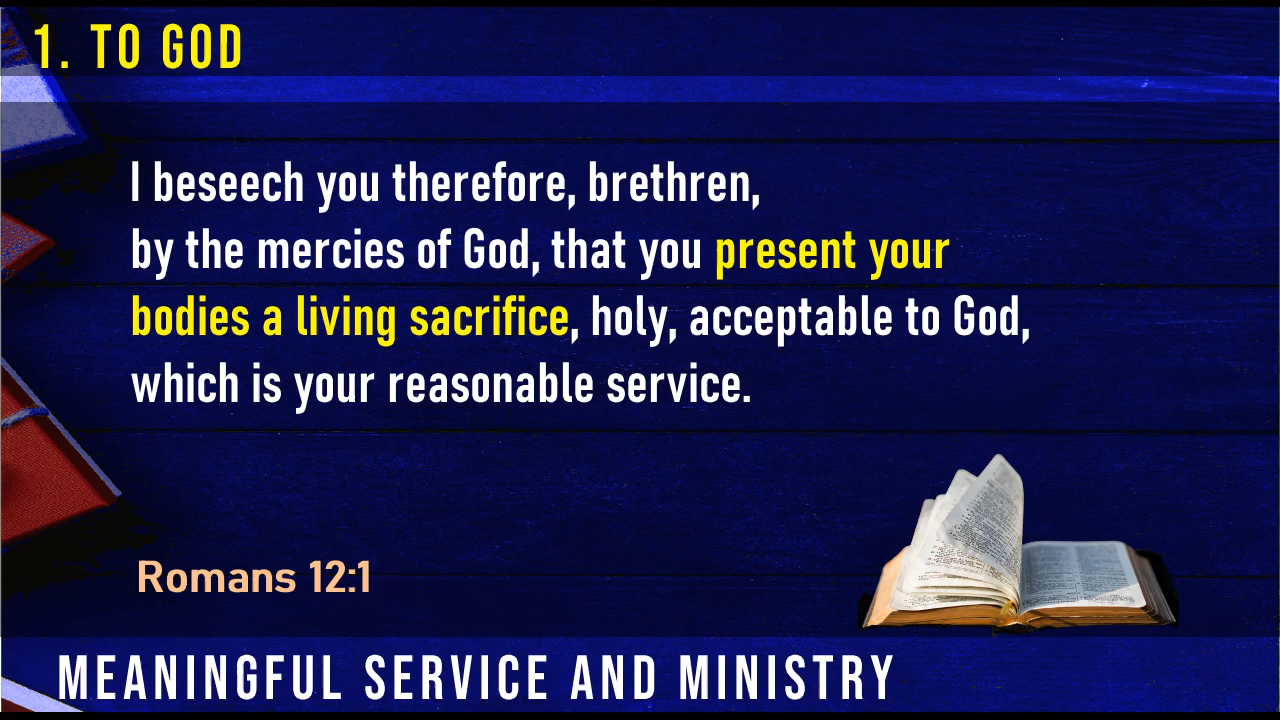 1. TO GOD
I beseech you therefore, brethren,
by the mercies of God, that you present your
bodies a living sacrifice, holy, acceptable to God,
which is your reasonable service.
Romans 12:1
MEANINGFUL SERVICE AND MINISTRY